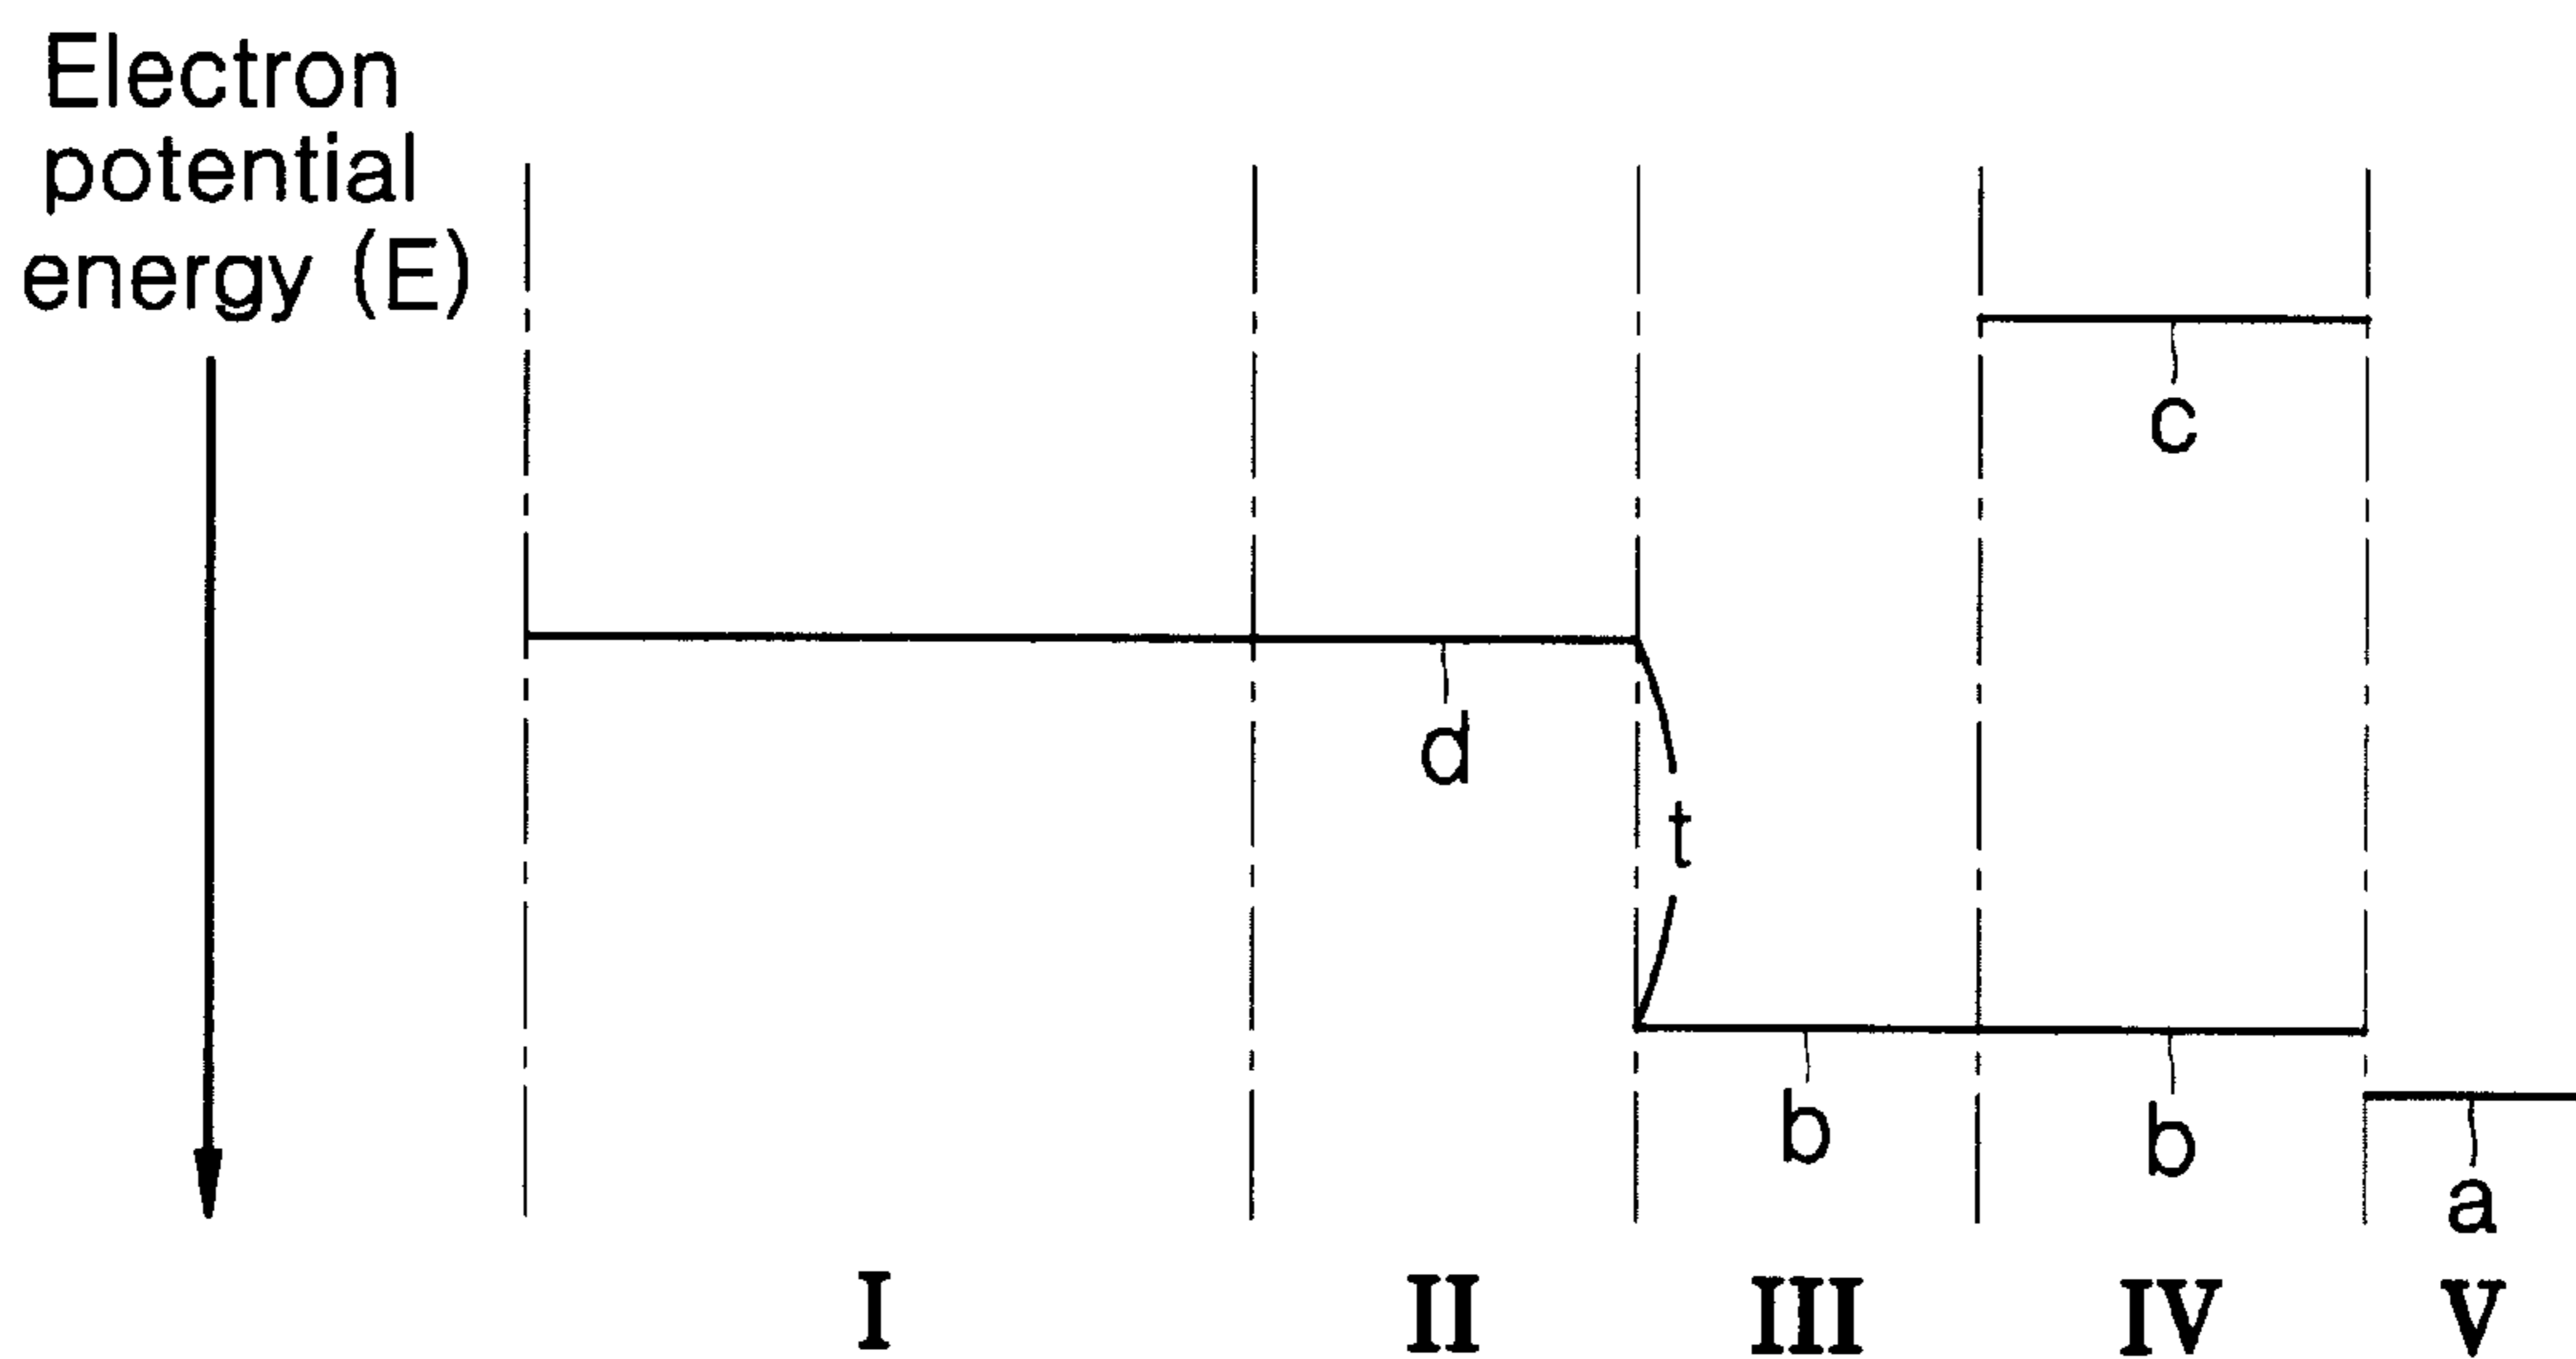 Electron
potential
energy (E)
c
d
t
b
b
a
I II III IV V